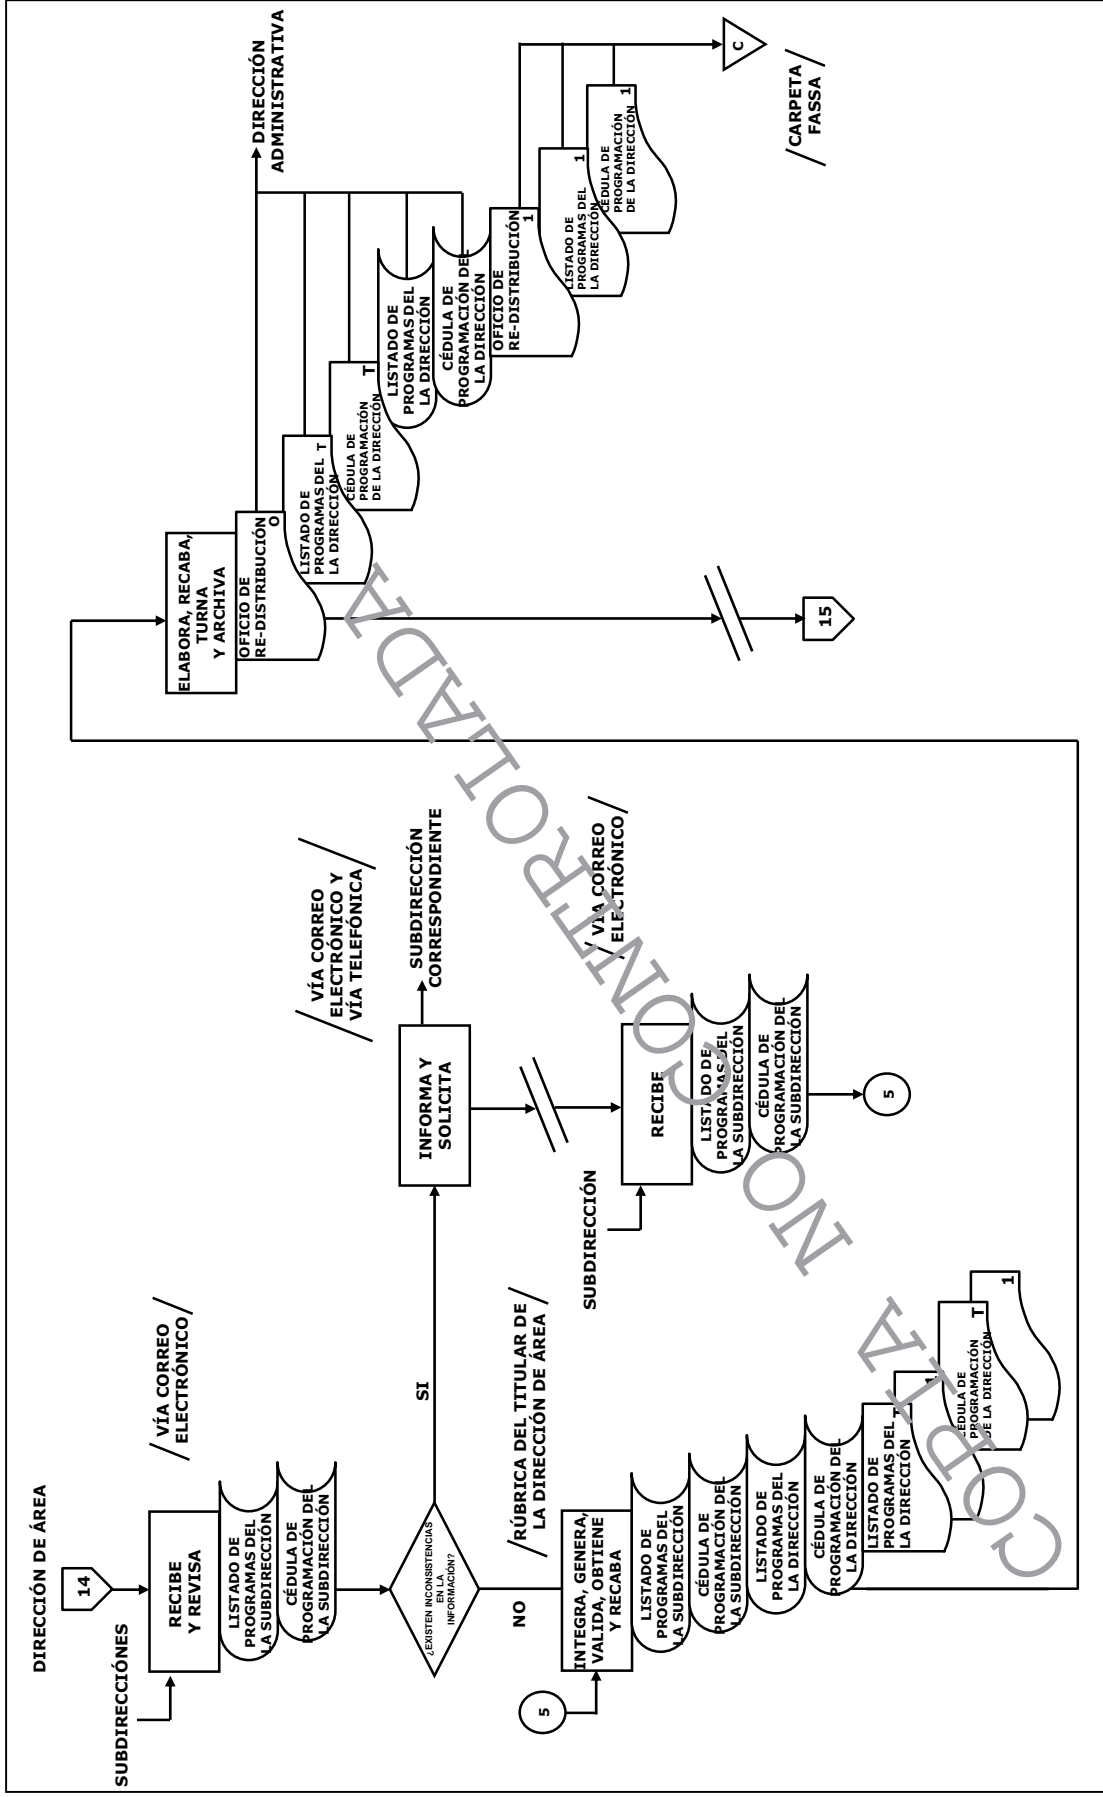 DIRECCIÓN DE ÁREA
14
SUBDIRECCIÓNES
RECIBE
Y REVISA
VÍA CORREO
ELECTRÓNICO
LISTADO DE
PROGRAMAS DEL
LA SUBDIRECCIÓN
CÉDULA DE
PROGRAMACIÓN DEL
LA SUBDIRECCIÓN
¿EXISTEN INCONSISTENCIAS
EN LA
INFORMACIÓN?
SI
NO
INFORMA Y
SOLICITA
VÍA CORREO
ELECTRÓNICO Y
VÍA TELEFÓNICA
SUBDIRECCIÓN
CORRESPONDIENTE
SUBDIRECCIÓN
RECIBE
VÍA CORREO
ELECTRÓNICO
LISTADO DE
PROGRAMAS DEL
LA SUBDIRECCIÓN
CÉDULA DE
PROGRAMACIÓN DEL
LA SUBDIRECCIÓN
5
5
RÚBRICA DEL TITULAR DE
LA DIRECCIÓN DE ÁREA
INTEGRA, GENERA,
VALIDA, OBTIENE
Y RECABA
LISTADO DE
PROGRAMAS DEL
LA SUBDIRECCIÓN
CÉDULA DE
PROGRAMACIÓN DEL
LA SUBDIRECCIÓN
LISTADO DE
PROGRAMAS DEL
LA DIRECCIÓN
CÉDULA DE
PROGRAMACIÓN DEL
LA DIRECCIÓN
LISTADO DE
PROGRAMAS DEL
LA DIRECCIÓN
T
1
CÉDULA DE
PROGRAMACIÓN
DE LA DIRECCIÓN
T
1
ELABORA, RECABA,
TURNA
Y ARCHIVA
OFICIO DE
RE-DISTRIBUCIÓN
O
LISTADO DE
PROGRAMAS DEL
LA DIRECCIÓN
T
CÉDULA DE
PROGRAMACIÓN
DE LA DIRECCIÓN
T
LISTADO DE
PROGRAMAS DEL
LA DIRECCIÓN
CÉDULA DE
PROGRAMACIÓN DEL
LA DIRECCIÓN
DIRECCIÓN
ADMINISTRATIVA
OFICIO DE
RE-DISTRIBUCIÓN
1
LISTADO DE
PROGRAMAS DEL
LA DIRECCIÓN
1
CÉDULA DE
PROGRAMACIÓN
DE LA DIRECCIÓN
1
C
CARPETA
FASSA
15
COPIA NO CONTROLADA